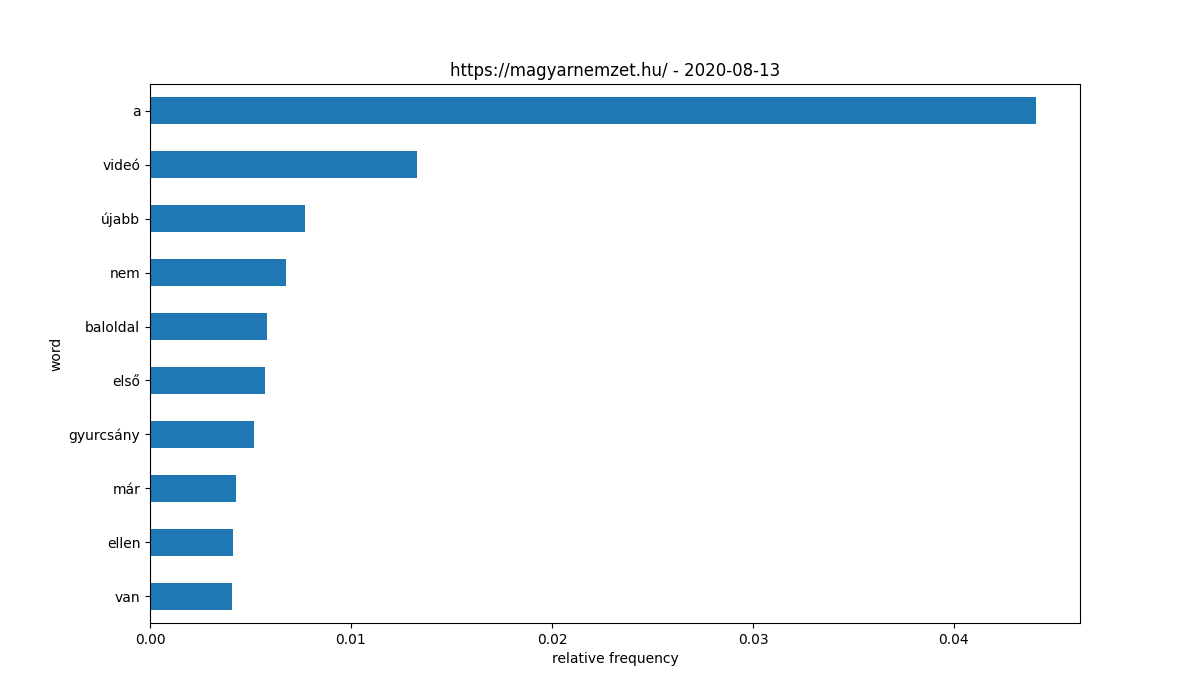 https://magyarnemzet.hu/ - 2020-08-13
a
videó
újabb
nem
baloldal
első
gyurcsány
már
ellen
van
word
0.00 0.01 0.02 0.03 0.04
relative frequency